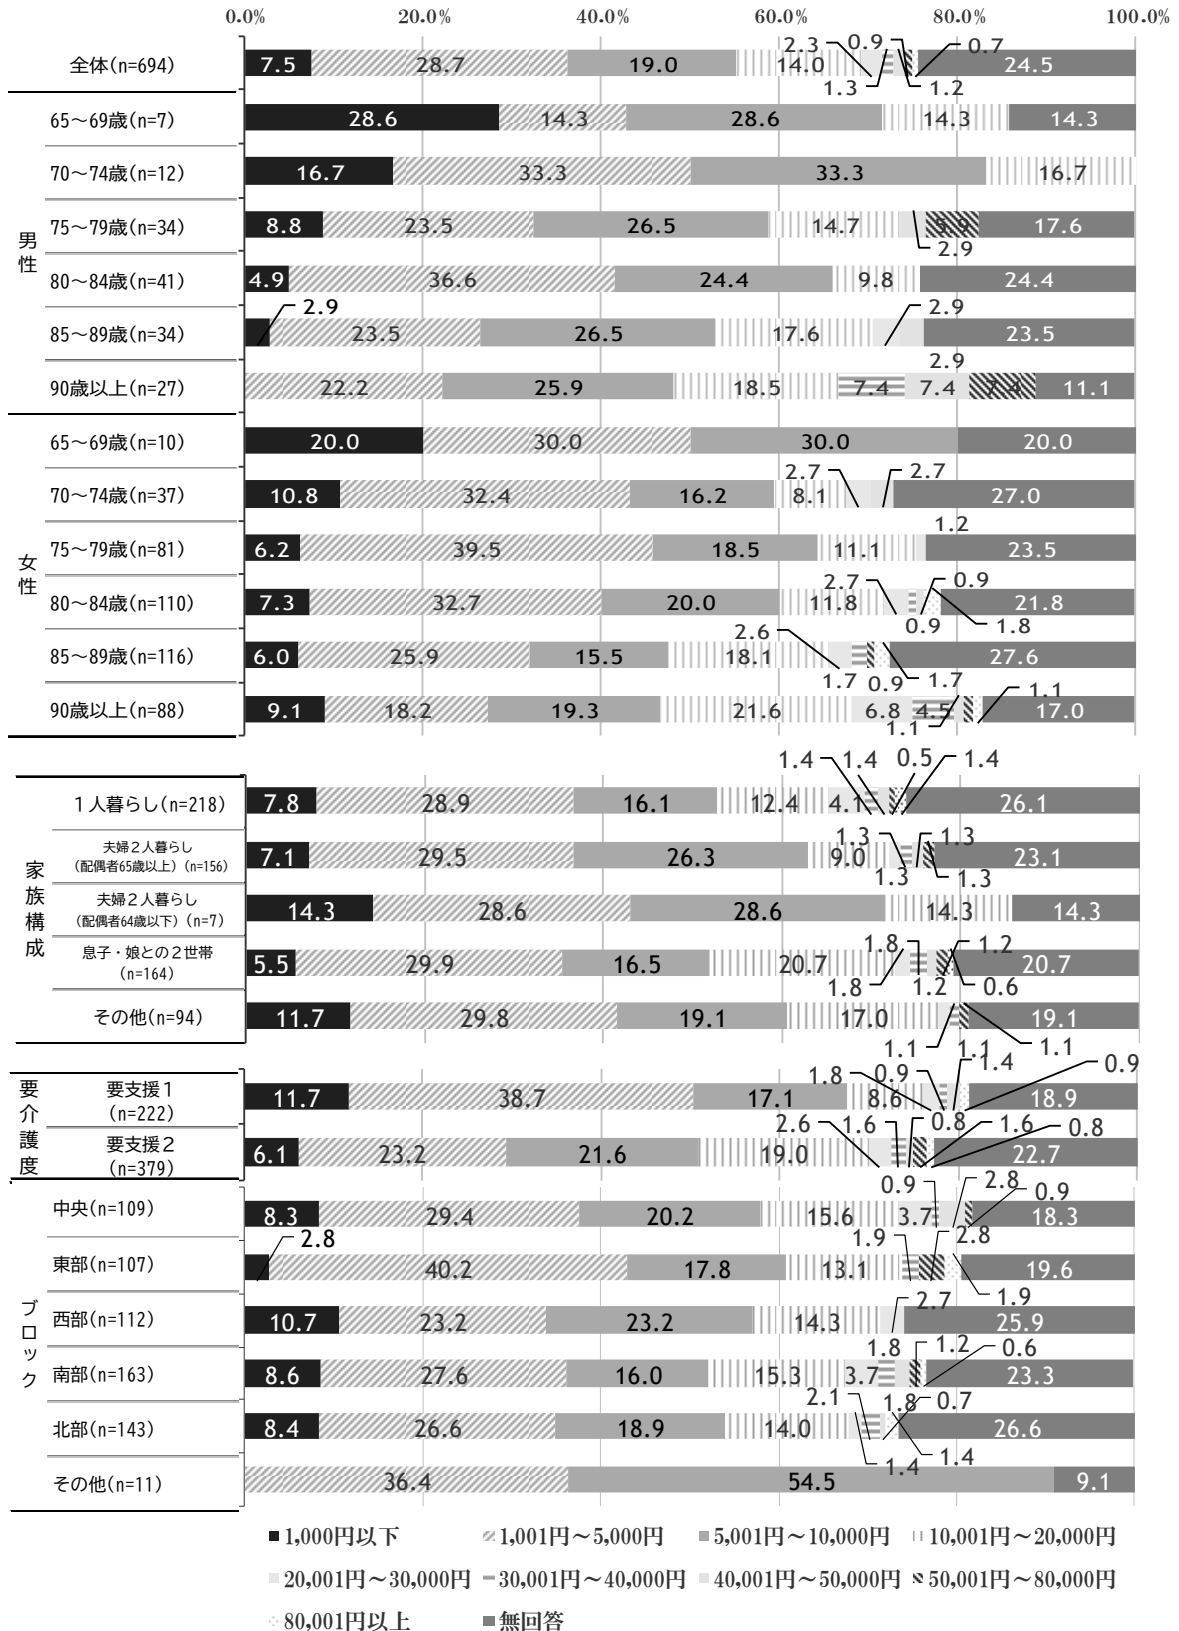 0.0% 20.0% 40.0% 60.0% 80.0% 100.0%
2.3 0.9 0.7
全体(n=694) 7.5 28.7 19.0 14.0 24.5
1.3 1.2
65～69歳(n=7) 28.6 14.3 28.6 14.3 14.3
70～74歳(n=12) 16.7 33.3 33.3 16.7
男性
75～79歳(n=34) 8.8 23.5 26.5 14.7 5.9 17.6
2.9
80～84歳(n=41) 4.9 36.6 24.4 9.8 24.4
2.9 2.9
85～89歳(n=34) 23.5 26.5 17.6 23.5
2.9
90歳以上(n=27) 22.2 25.9 18.5 7.4 7.4 7.4 11.1
65～69歳(n=10) 20.0 30.0 30.0 20.0
2.7 2.7
70～74歳(n=37) 10.8 32.4 16.2 8.1 27.0
1.2
女性
75～79歳(n=81) 6.2 39.5 18.5 11.1 23.5
2.7 0.9
80～84歳(n=110) 7.3 32.7 20.0 11.8 21.8
0.9 1.8
2.6
85～89歳(n=116) 6.0 25.9 15.5 18.1 27.6
1.7 0.9 1.7
1.1
90歳以上(n=88) 9.1 18.2 19.3 21.6 6.8 4.5 17.0
1.1
1.4 1.4 0.5 1.4
１人暮らし(n=218) 7.8 28.9 16.1 12.4 4.1 26.1
家族構成
1.3 1.3
夫婦２人暮らし
(配偶者65歳以上)(n=156) 7.1 29.5 26.3 9.0 23.1
1.3 1.3
夫婦２人暮らし
(配偶者64歳以下)(n=7) 14.3 28.6 28.6 14.3 14.3
1.8 1.2
息子・娘との２世帯
(n=164) 5.5 29.9 16.5 20.7 20.7
1.8 1.2 0.6
その他(n=94) 11.7 29.8 19.1 17.0 19.1
1.1 1.1 1.1
要介護度
1.8 0.9 1.4 0.9
要支援１
(n=222) 11.7 38.7 17.1 8.6 18.9
2.6 1.6 0.8 1.6 0.8
要支援２
(n=379) 6.1 23.2 21.6 19.0 22.7
0.9 2.8 0.9
中央(n=109) 8.3 29.4 20.2 15.6 3.7 18.3
2.8 1.9 2.8
東部(n=107) 40.2 17.8 13.1 19.6
2.7 1.9
ブロック
西部(n=112) 10.7 23.2 23.2 14.3 25.9
1.8 1.2 0.6
南部(n=163) 8.6 27.6 16.0 15.3 3.7 23.3
2.1 1.8 0.7
北部(n=143) 8.4 26.6 18.9 14.0 26.6
1.4 1.4
その他(n=11) 36.4 54.5 9.1
1,000円以下 1,001円～5,000円 5,001円～10,000円 10,001円～20,000円
20,001円～30,000円 30,001円～40,000円 40,001円～50,000円 50,001円～80,000円
80,001円以上 無回答